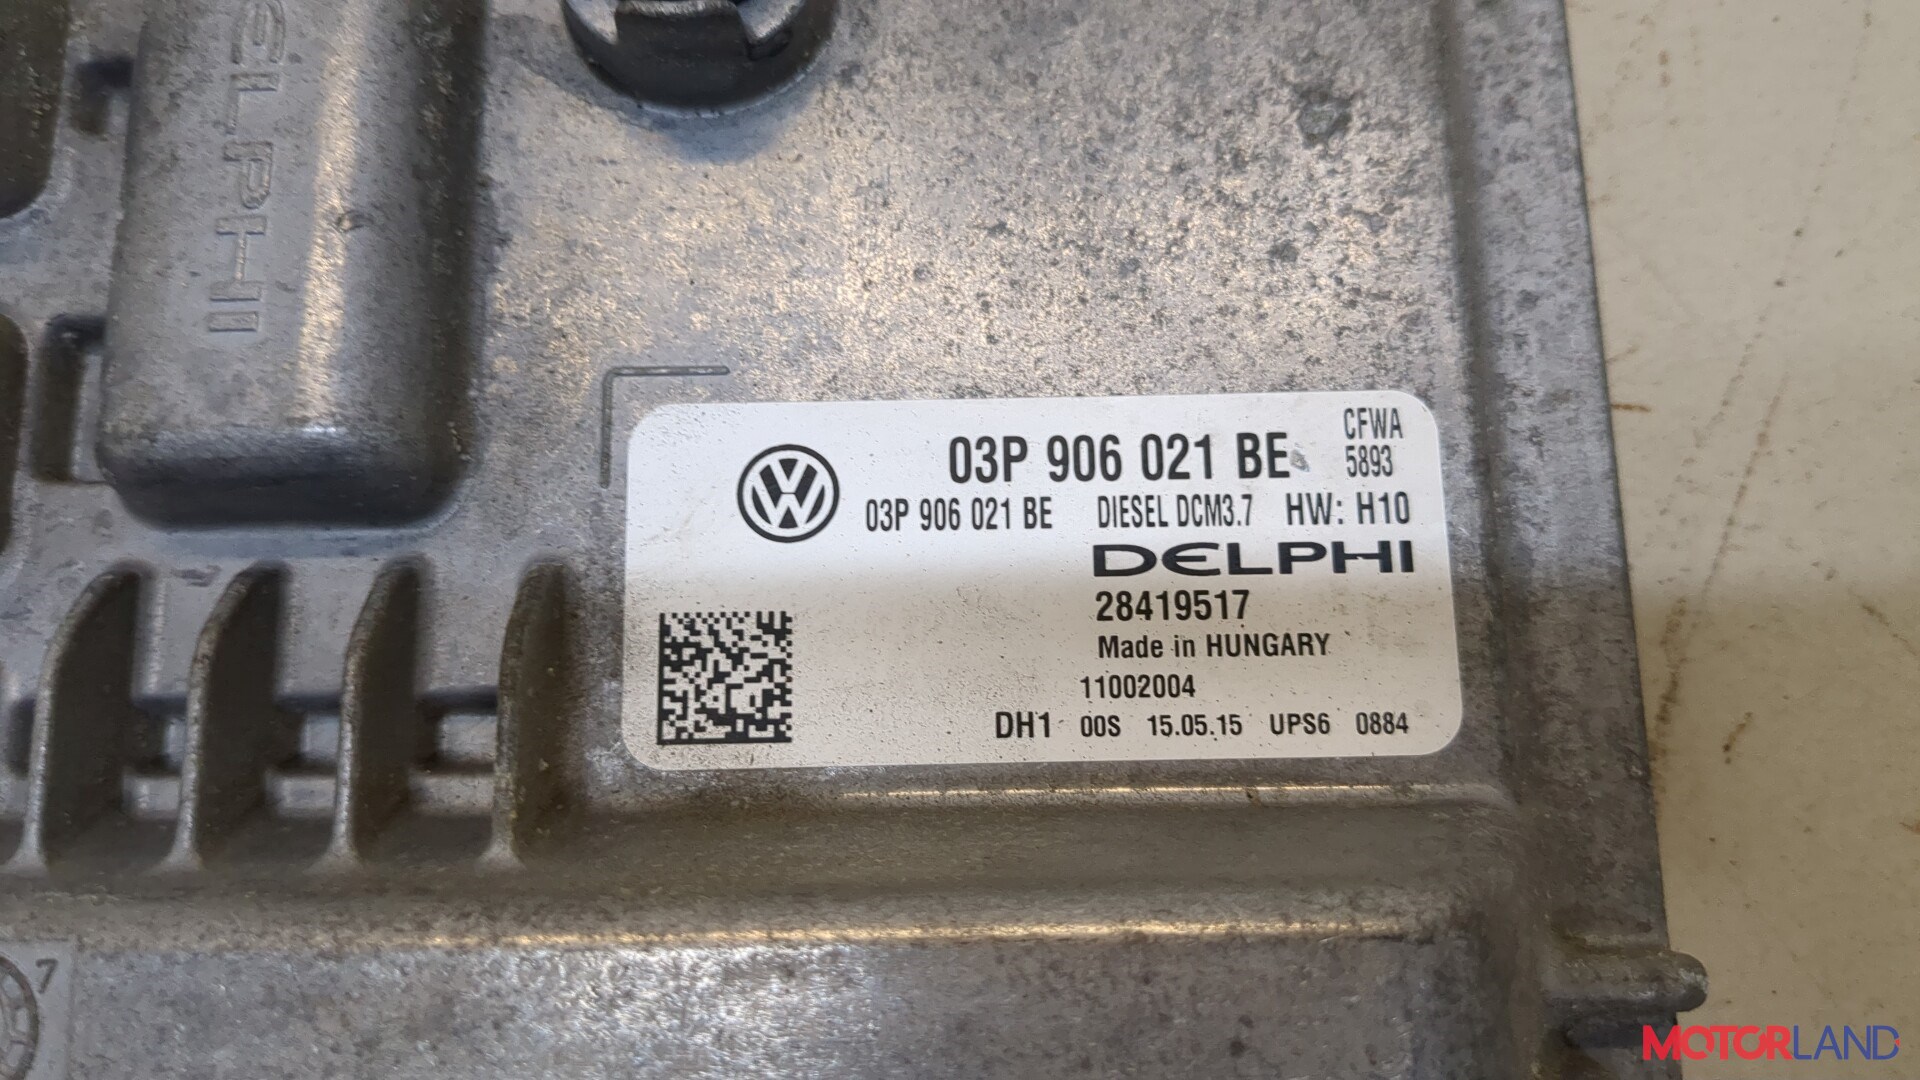 DELPHI
03P 906 021 BE
CFWA
5893
03P 906 021 BE DIESEL DCM3.7 HW: H10
DELPHI
28419517
Made in HUNGARY
11002004
DH1 00S 15.05.15 UPS6 0884
7
MOTORLAND